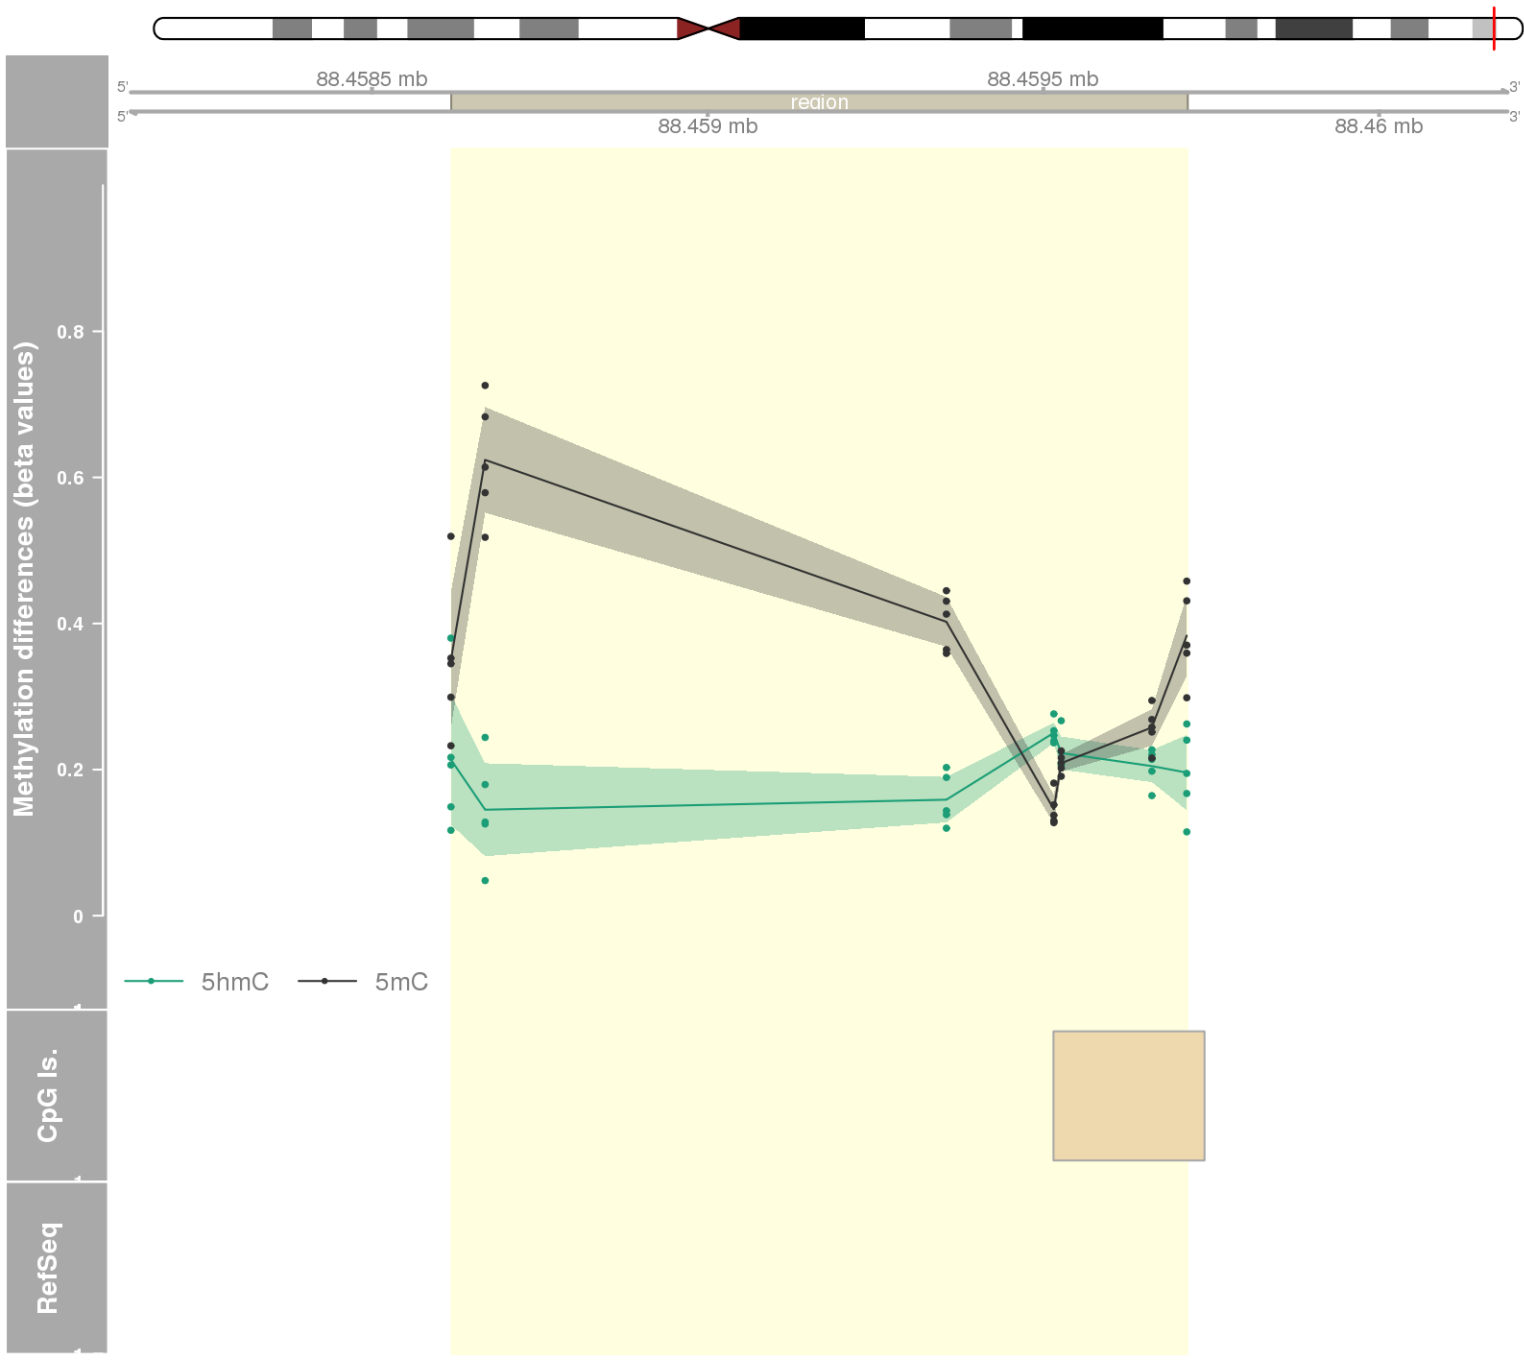 88.4585 mb
88.4595 mb
5'
3'
region
5'
3'
88.459 mb
88.46 mb
Methylation differences (beta values)
0.8
0.6
0.4
0.2
0
5hmC
5mC
CpG Is.
RefSeq